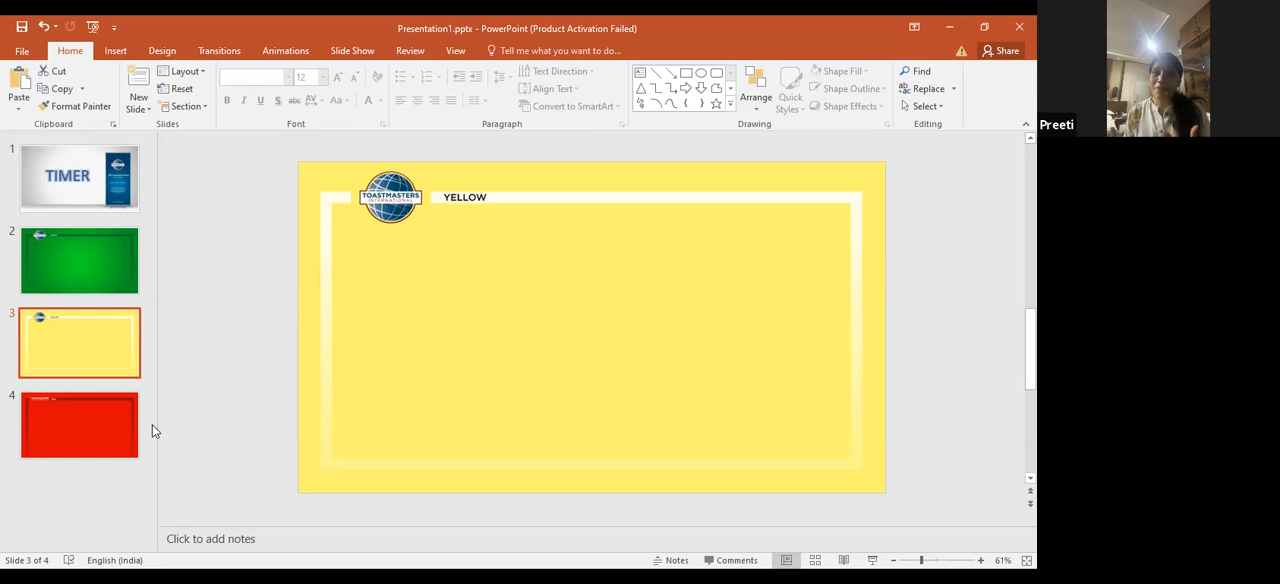 Presentation1.pptx - PowerPoint (Product Activation Failed)
File Home Insert Design Transitions Animations Slide Show Review View Tell me what you want to do... Share
Cut
Copy
Format Painter
Paste
Clipboard
New Slide
Layout
Reset
Section
Slides
12
B I U S abc AV Aa A
Font
Text Direction
Align Text
Convert to SmartArt
Paragraph
Arrange
Quick Styles
Shape Fill
Shape Outline
Shape Effects
Drawing
Find
Replace
Select
Editing
Preeti
1
TIMER
2
3
4
TOASTMASTERS
INTERNATIONAL
YELLOW
Click to add notes
Slide 3 of 4 English (India) Notes Comments 61%